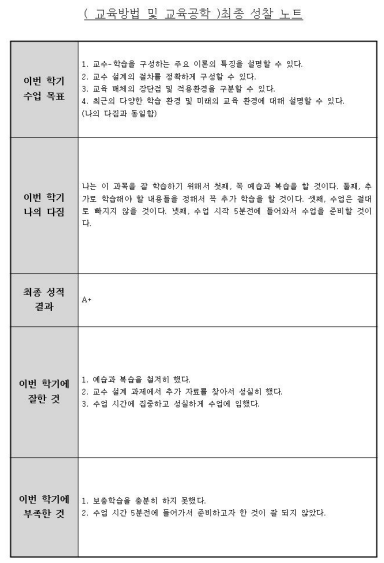 ( 교육방법 및 교육공학 )최종 성찰 노트
이번 학기
수업 목표
1. 교수-학습을 구성하는 주요 이론의 특징을 설명할 수 있다.
2. 교수 설계의 절차를 정확하게 구성할 수 있다.
3. 교육 매체의 장단점 및 적용환경을 구분할 수 있다.
4. 최근의 다양한 학습 환경 및 미래의 교육 환경에 대해 설명할 수 있다.
(나의 다짐과 동일함)
이번 학기
나의 다짐
나는 이 과목을 잘 학습하기 위해서 첫째, 꼭 예습과 복습을 할 것이다. 둘째, 추
가로 학습해야 할 내용들을 정해서 꼭 추가 학습을 할 것이다. 셋째, 수업은 절대
로 빠지지 않을 것이다. 넷째, 수업 시작 5분전에 들어와서 수업을 준비할 것이
다.
최종 성적
결과
A+
이번 학기에
잘한 것
1. 예습과 복습을 철저히 했다.
2. 교수 설계 과제에서 추가 자료를 찾아서 성실히 했다.
3. 수업 시간에 집중하고 성실하게 수업에 임했다.
이번 학기에
부족한 것
1. 보충학습을 충분히 하지 못했다.
2. 수업 시간 5분전에 들어가서 준비하고자 한 것이 잘 되지 않았다.